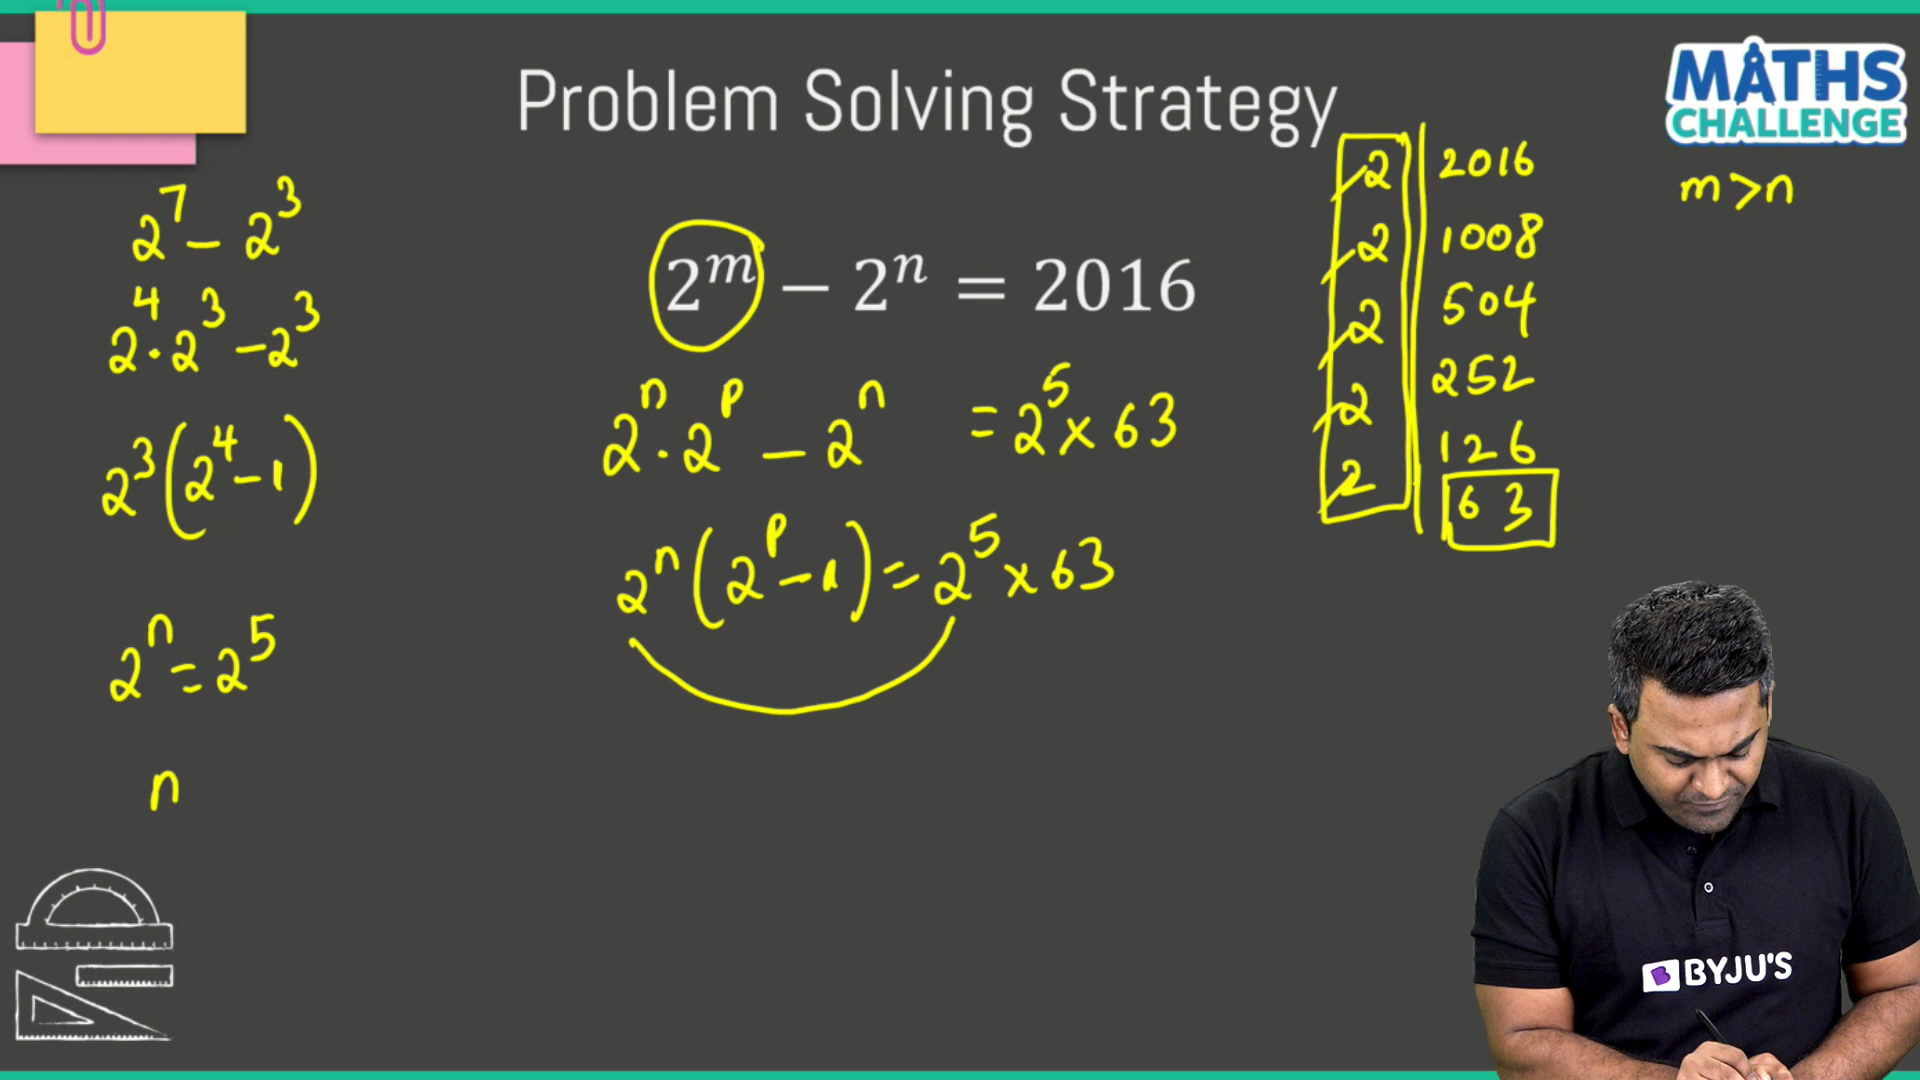 Problem Solving Strategy
MATHS
CHALLENGE
m>n
2^7 - 2^3
2^4 · 2^3 - 2^3
2^3(2^4 - 1)
2^n = 2^5
n
2^m - 2^n = 2016
2^n · 2^p - 2^n = 2^5 × 63
2^n(2^p - 1) = 2^5 × 63
2 | 2016
2 | 1008
2 | 504
2 | 252
2 | 126
63
BYJU'S